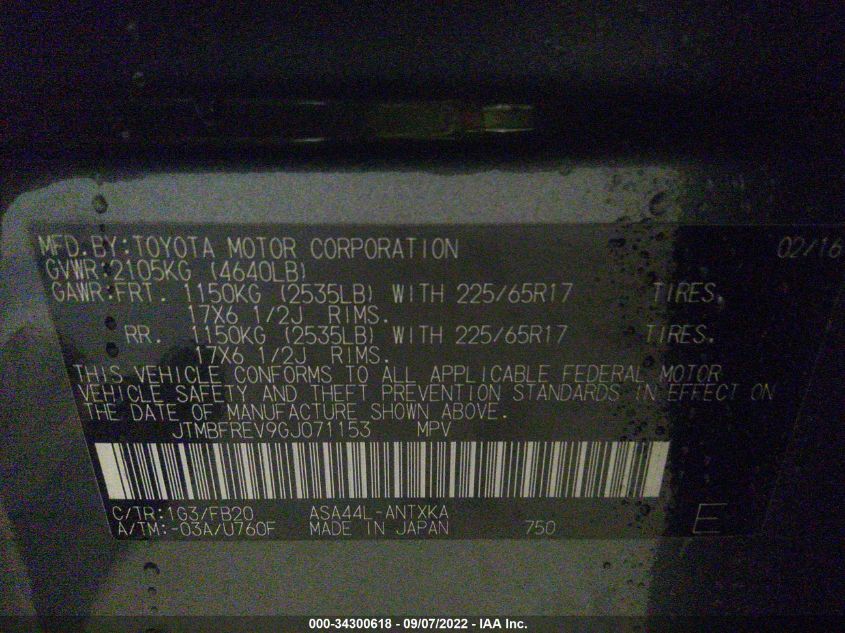 MFD.BY:TOYOTA MOTOR CORPORATION 02/16
GVWR:2105KG (4640LB)
GAWR:FRT. 1150KG (2535LB) WITH 225/65R17 TIRES,
17X6 1/2J RIMS.
RR. 1150KG (2535LB) WITH 225/65R17 TIRES,
17X6 1/2J RIMS.
THIS VEHICLE CONFORMS TO ALL APPLICABLE FEDERAL MOTOR
VEHICLE SAFETY AND THEFT PREVENTION STANDARDS IN EFFECT ON
THE DATE OF MANUFACTURE SHOWN ABOVE.
JTMBFREV9GJ071153 MPV
C/TR:1G3/FB20 ASA44L-ANTXKA
A/TM:-03A/U760F MADE IN JAPAN 750 E
000-34300618 - 09/07/2022 - IAA Inc.